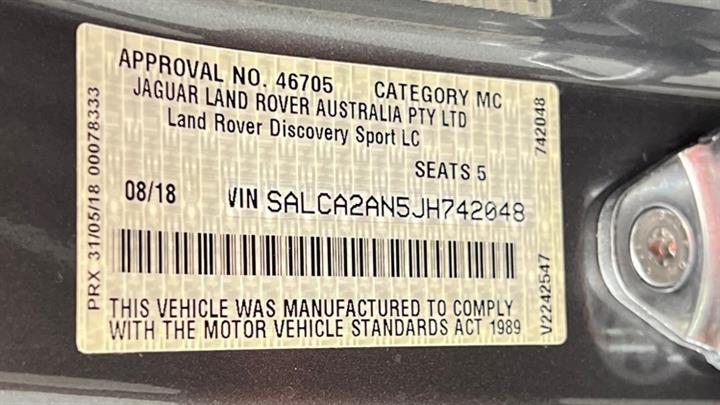 APPROVAL NO. 46705 CATEGORY MC
JAGUAR LAND ROVER AUSTRALIA PTY LTD
Land Rover Discovery Sport LC
SEATS 5
08/18 VIN SALCA2AN5JH742048
THIS VEHICLE WAS MANUFACTURED TO COMPLY
WITH THE MOTOR VEHICLE STANDARDS ACT 1989
PRX 31/05/18 00078333
742048
V2242547